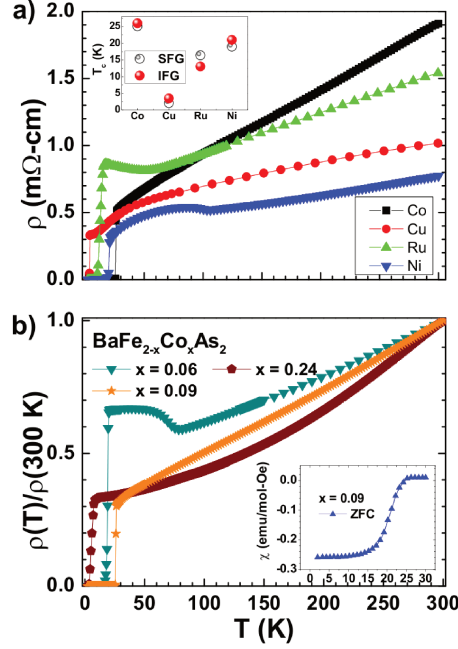 a)
2.0
1.5
1.0
0.5
0.0
ρ (mΩ-cm)
30
25
20
15
10
5
0
T_c (K)
SFG
IFG
Co Cu Ru Ni
Co
Cu
Ru
Ni
b)
1.0
0.5
0.0
ρ(T)/ρ(300 K)
BaFe₂₋ₓCoₓAs₂
x = 0.06 x = 0.24
x = 0.09
0.0
-0.1
-0.2
-0.3
χ (emu/mol-Oe)
x = 0.09
ZFC
0 5 10 15 20 25 30
0 50 100 150 200 250 300
T (K)